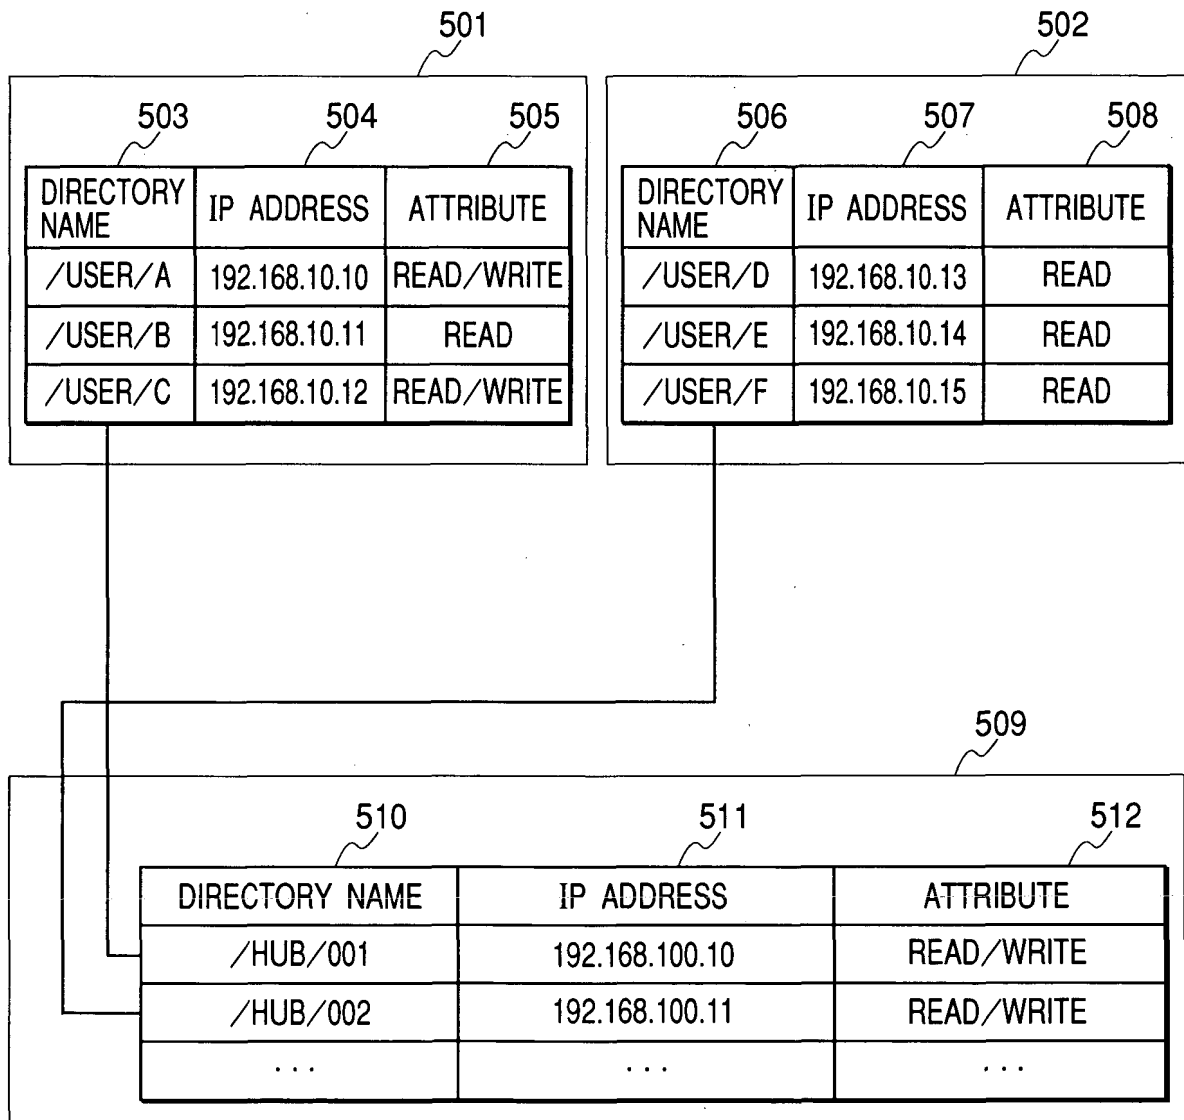 501
502
503 504 505
506 507 508
DIRECTORY NAME IP ADDRESS ATTRIBUTE
/USER/A 192.168.10.10 READ/WRITE
/USER/B 192.168.10.11 READ
/USER/C 192.168.10.12 READ/WRITE
DIRECTORY NAME IP ADDRESS ATTRIBUTE
/USER/D 192.168.10.13 READ
/USER/E 192.168.10.14 READ
/USER/F 192.168.10.15 READ
509
510 511 512
DIRECTORY NAME IP ADDRESS ATTRIBUTE
/HUB/001 192.168.100.10 READ/WRITE
/HUB/002 192.168.100.11 READ/WRITE
··· ··· ···